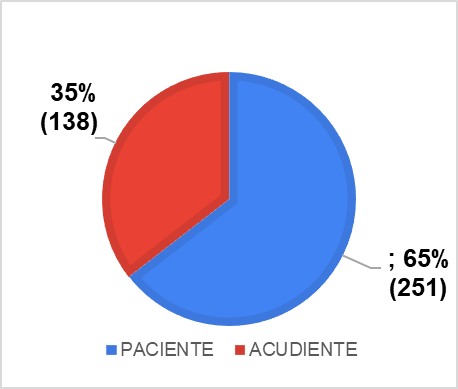 35%
(138)
; 65%
(251)
PACIENTE ACUDIENTE